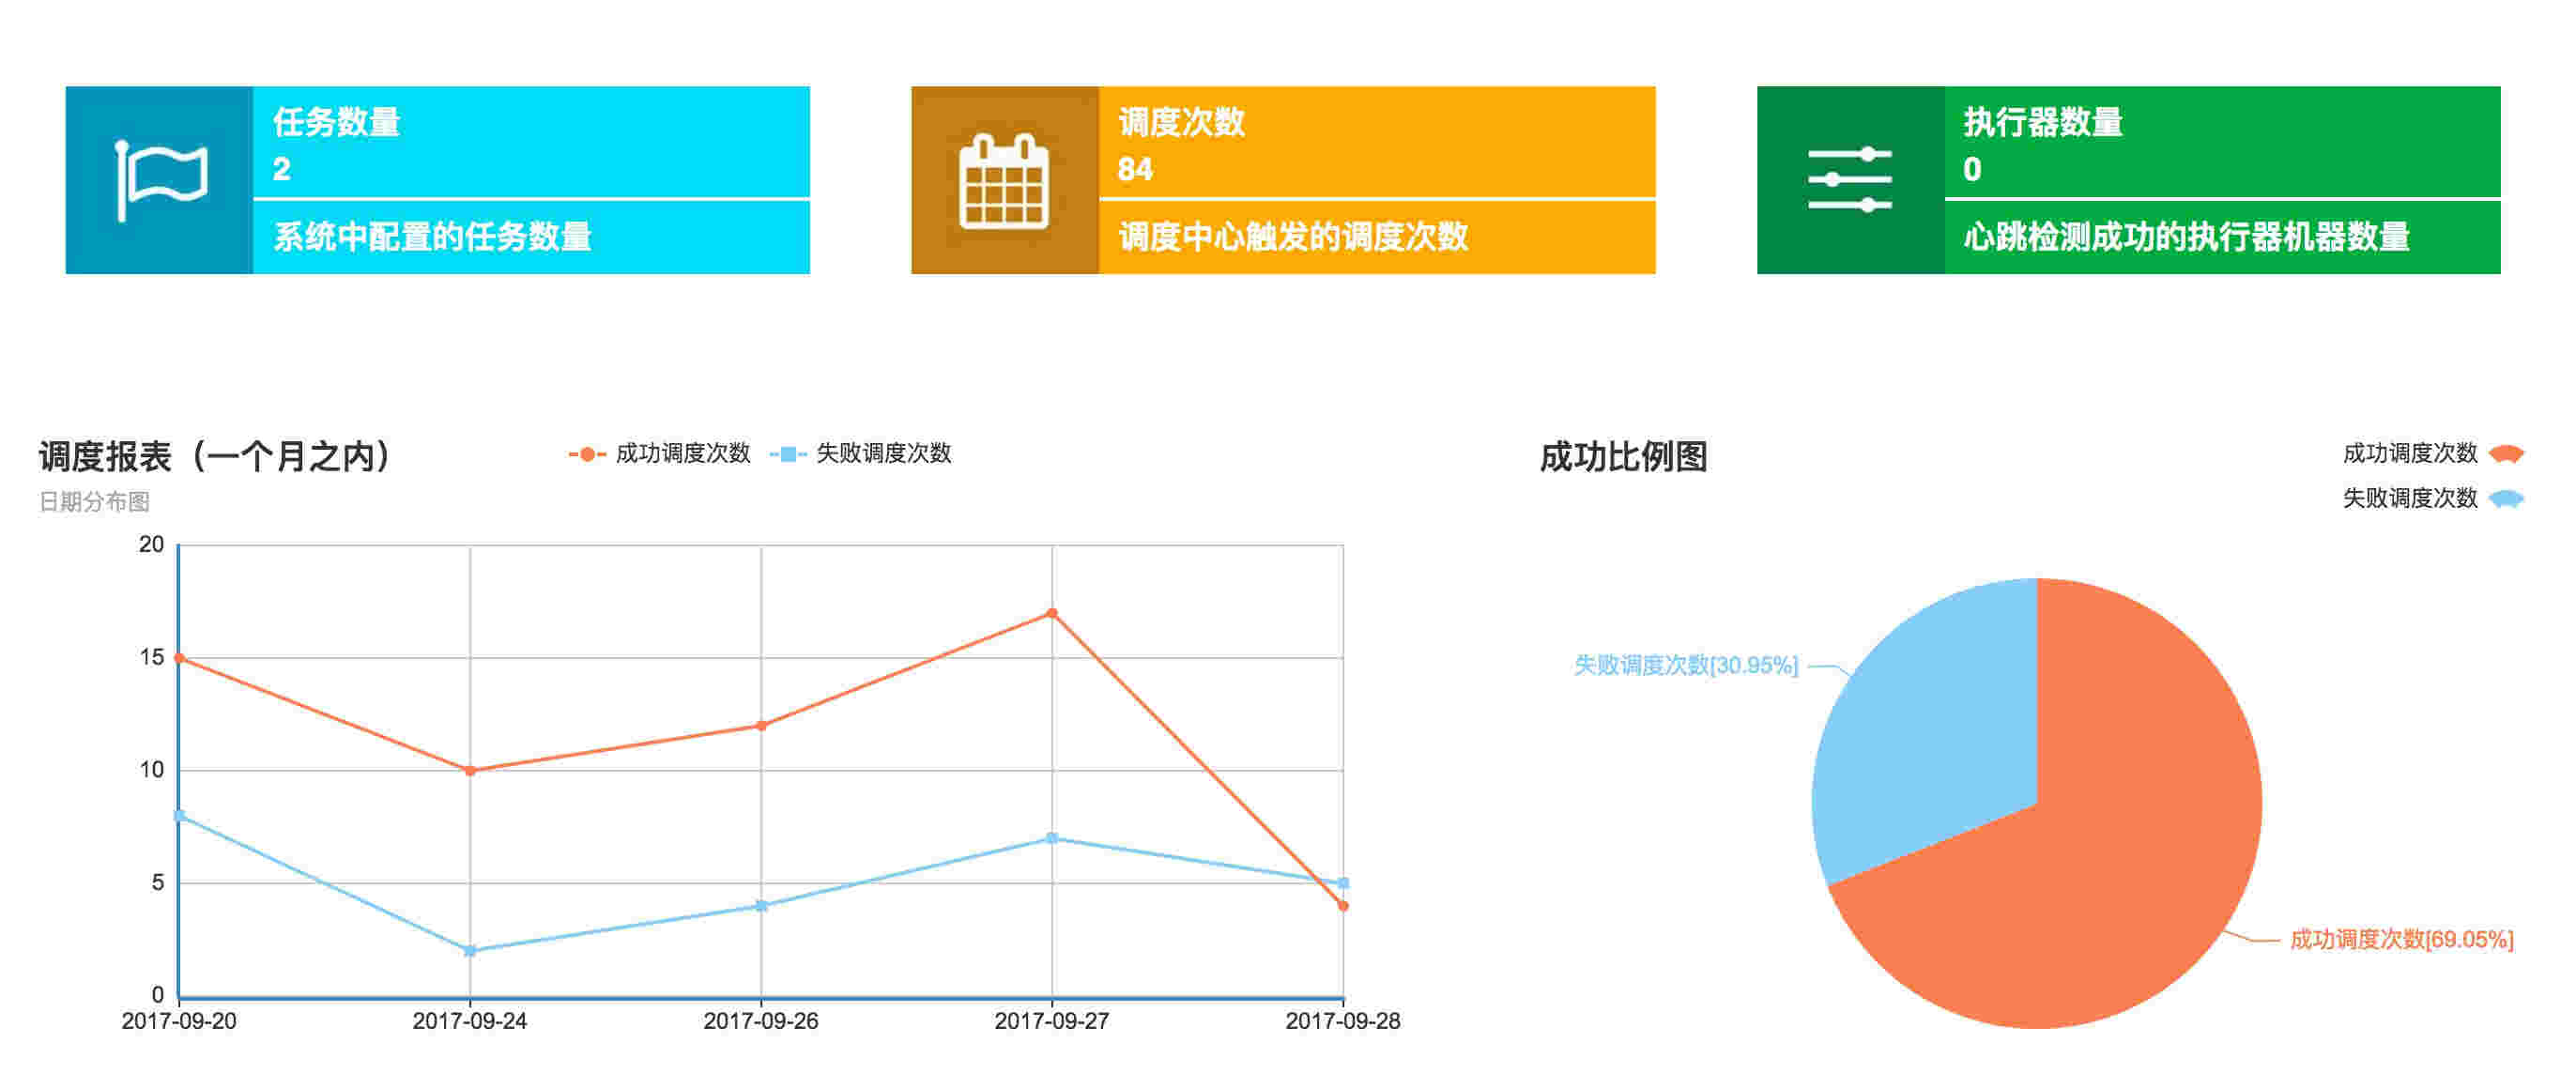 任务数量
2
系统中配置的任务数量
调度次数
84
调度中心触发的调度次数
执行器数量
0
心跳检测成功的执行器机器数量
调度报表（一个月之内）
日期分布图
成功调度次数 失败调度次数
20
15
10
5
0
2017-09-20 2017-09-24 2017-09-26 2017-09-27 2017-09-28
成功比例图
成功调度次数
失败调度次数
失败调度次数[30.95%]
成功调度次数[69.05%]